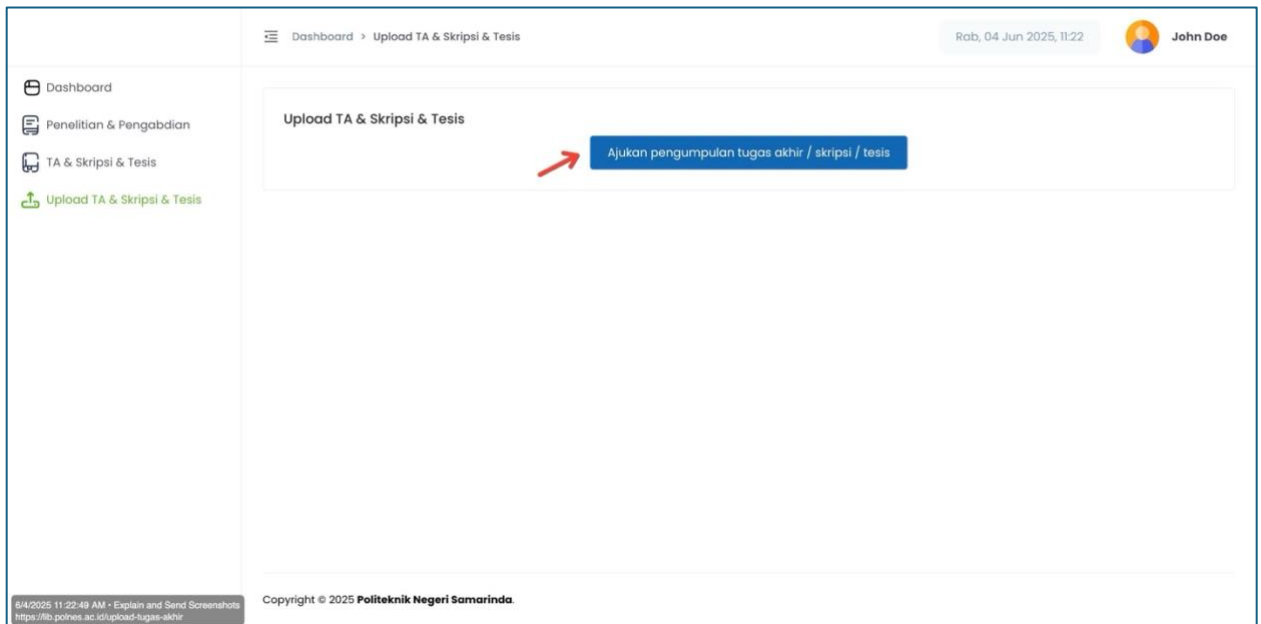 Dashboard > Upload TA & Skripsi & Tesis
Rab, 04 Jun 2025, 11:22
John Doe
Dashboard
Penelitian & Pengabdian
TA & Skripsi & Tesis
Upload TA & Skripsi & Tesis
Upload TA & Skripsi & Tesis
Ajukan pengumpulan tugas akhir / skripsi / tesis
Copyright © 2025 Politeknik Negeri Samarinda.
6/4/2025 11:22:49 AM • Explain and Send Screenshots
https://lib.polnes.ac.id/upload-tugas-akhir